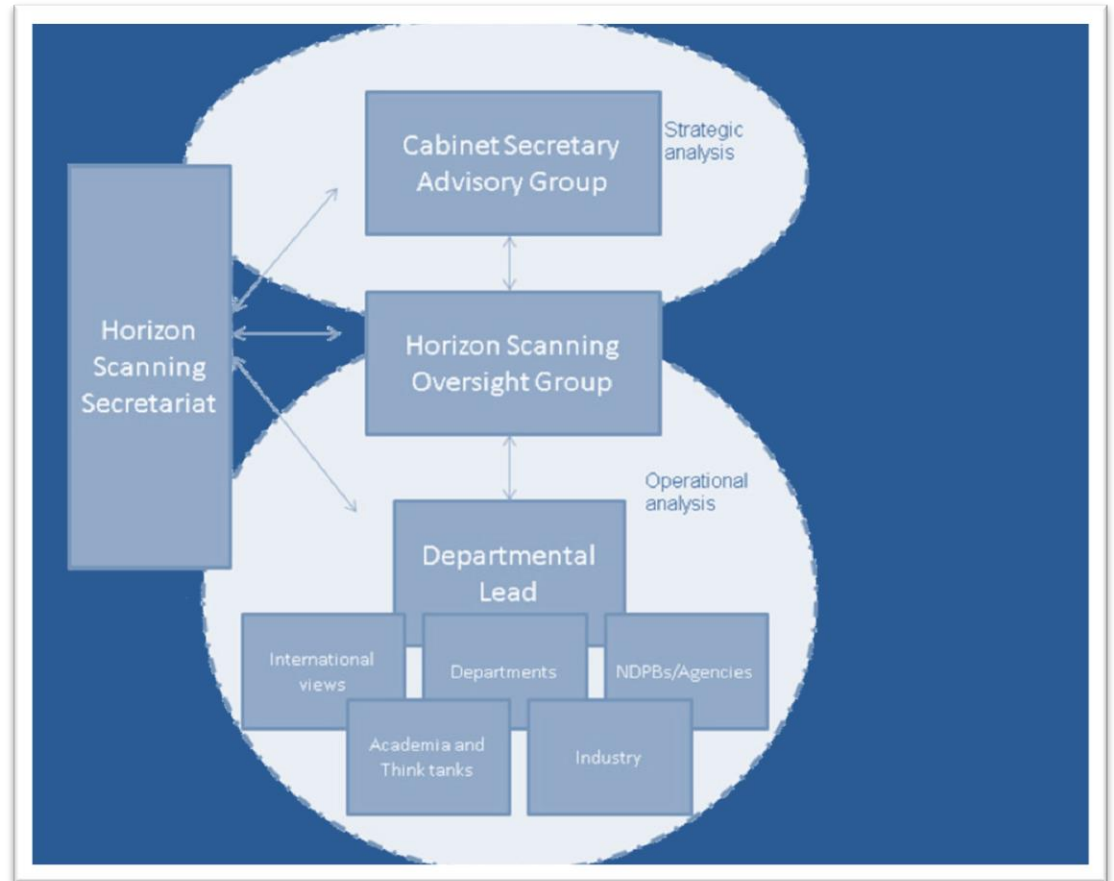 Cabinet Secretary
Advisory Group
Strategic
analysis
Horizon
Scanning
Secretariat
Horizon Scanning
Oversight Group
Operational
analysis
Departmental
Lead
International
views
Departments
NDPBs/Agencies
Academia and
Think tanks
Industry